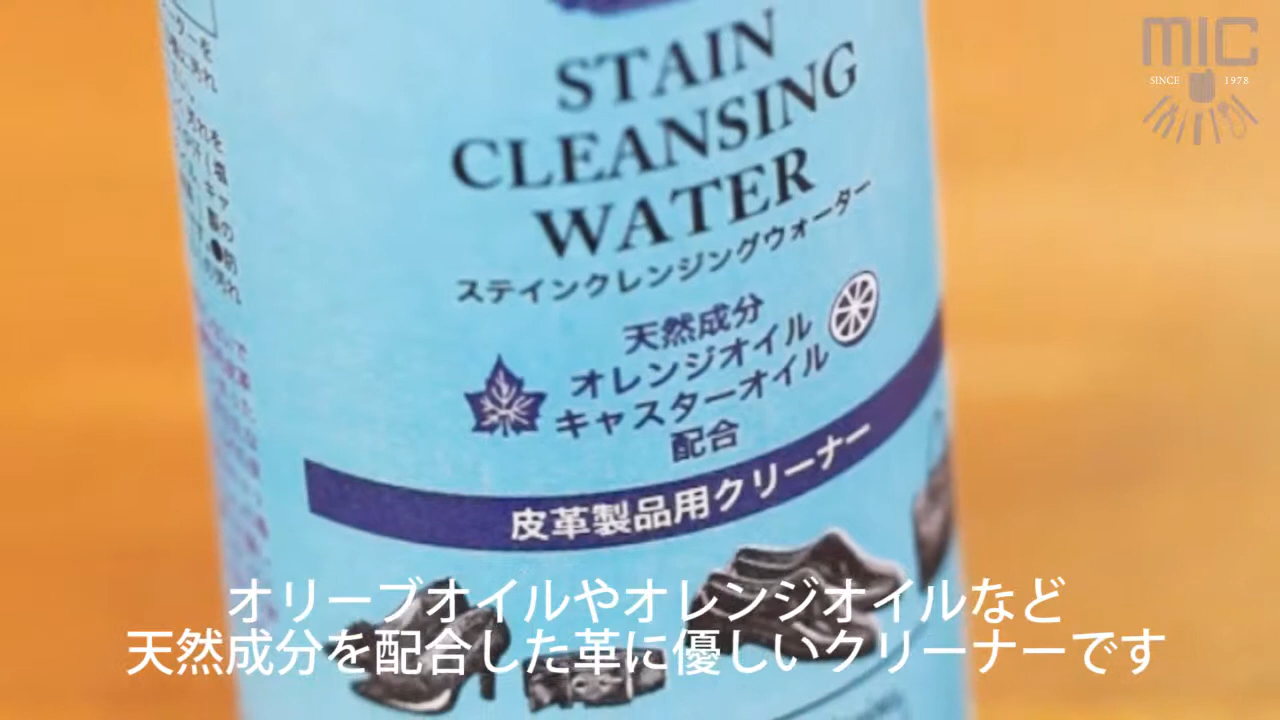 MIC
SINCE 1978
STAIN
CLEANSING
WATER
ステインクレンジングウォーター
天然成分
オレンジオイル
キャスターオイル
配合
皮革製品用クリーナー
オリーブオイルやオレンジオイルなど
天然成分を配合した革に優しいクリーナーです